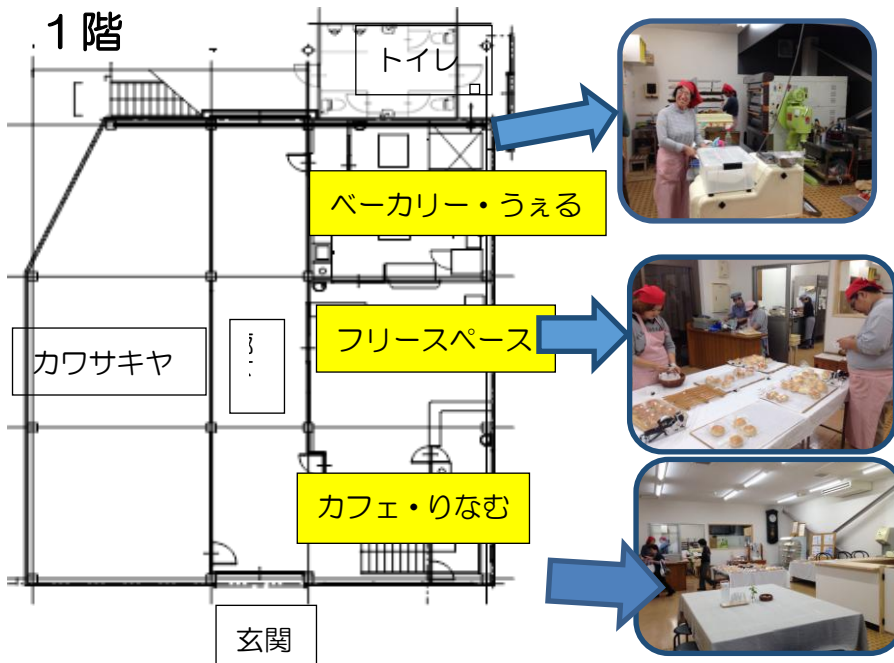 1階
トイレ
ベーカリー・うぇる
フリースペース
カワサキヤ
カフェ・りなむ
玄関